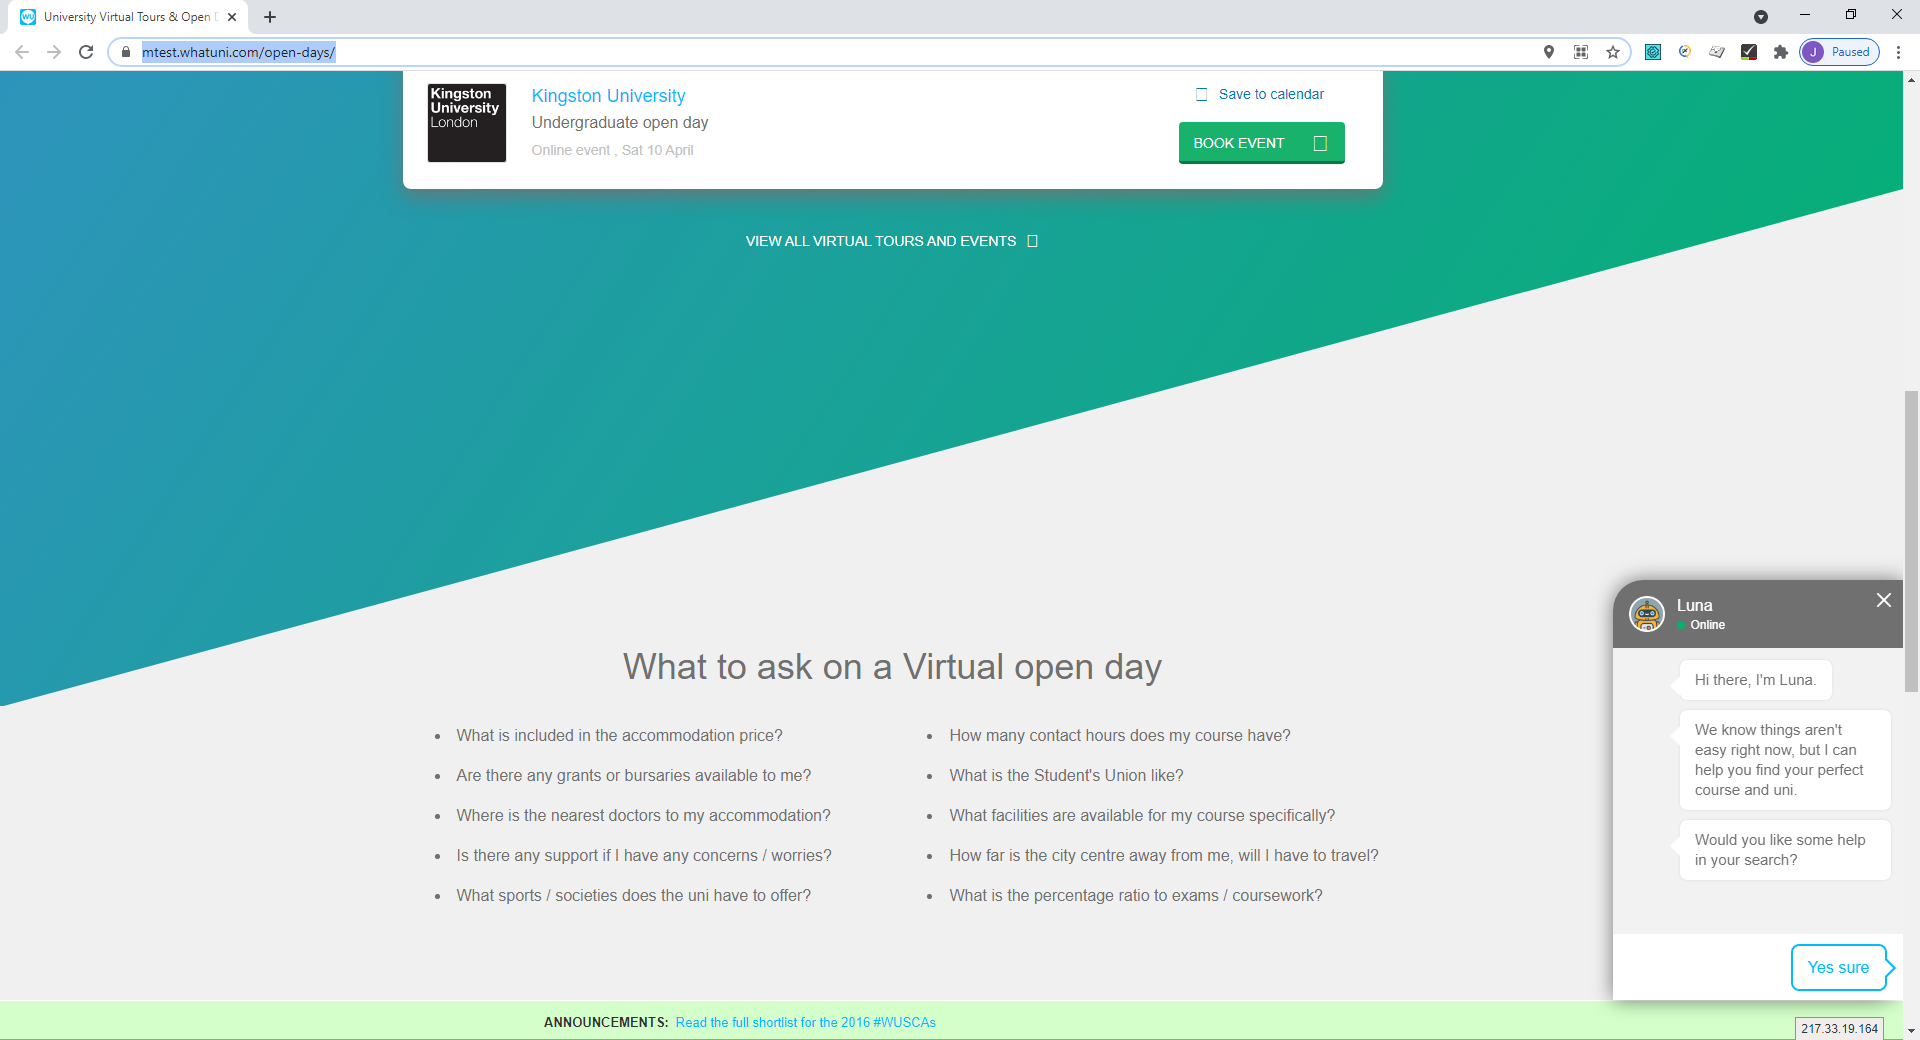 University Virtual Tours & Open
mtest.whatuni.com/open-days/
J Paused
Kingston
University
London
Kingston University
Undergraduate open day
Online event , Sat 10 April
Save to calendar
BOOK EVENT
VIEW ALL VIRTUAL TOURS AND EVENTS
What to ask on a Virtual open day
What is included in the accommodation price?
Are there any grants or bursaries available to me?
Where is the nearest doctors to my accommodation?
Is there any support if I have any concerns / worries?
What sports / societies does the uni have to offer?
How many contact hours does my course have?
What is the Student's Union like?
What facilities are available for my course specifically?
How far is the city centre away from me, will I have to travel?
What is the percentage ratio to exams / coursework?
Luna
Online
Hi there, I'm Luna.
We know things aren't
easy right now, but I can
help you find your perfect
course and uni.
Would you like some help
in your search?
Yes sure
ANNOUNCEMENTS: Read the full shortlist for the 2016 #WUSCAs
217.33.19.164